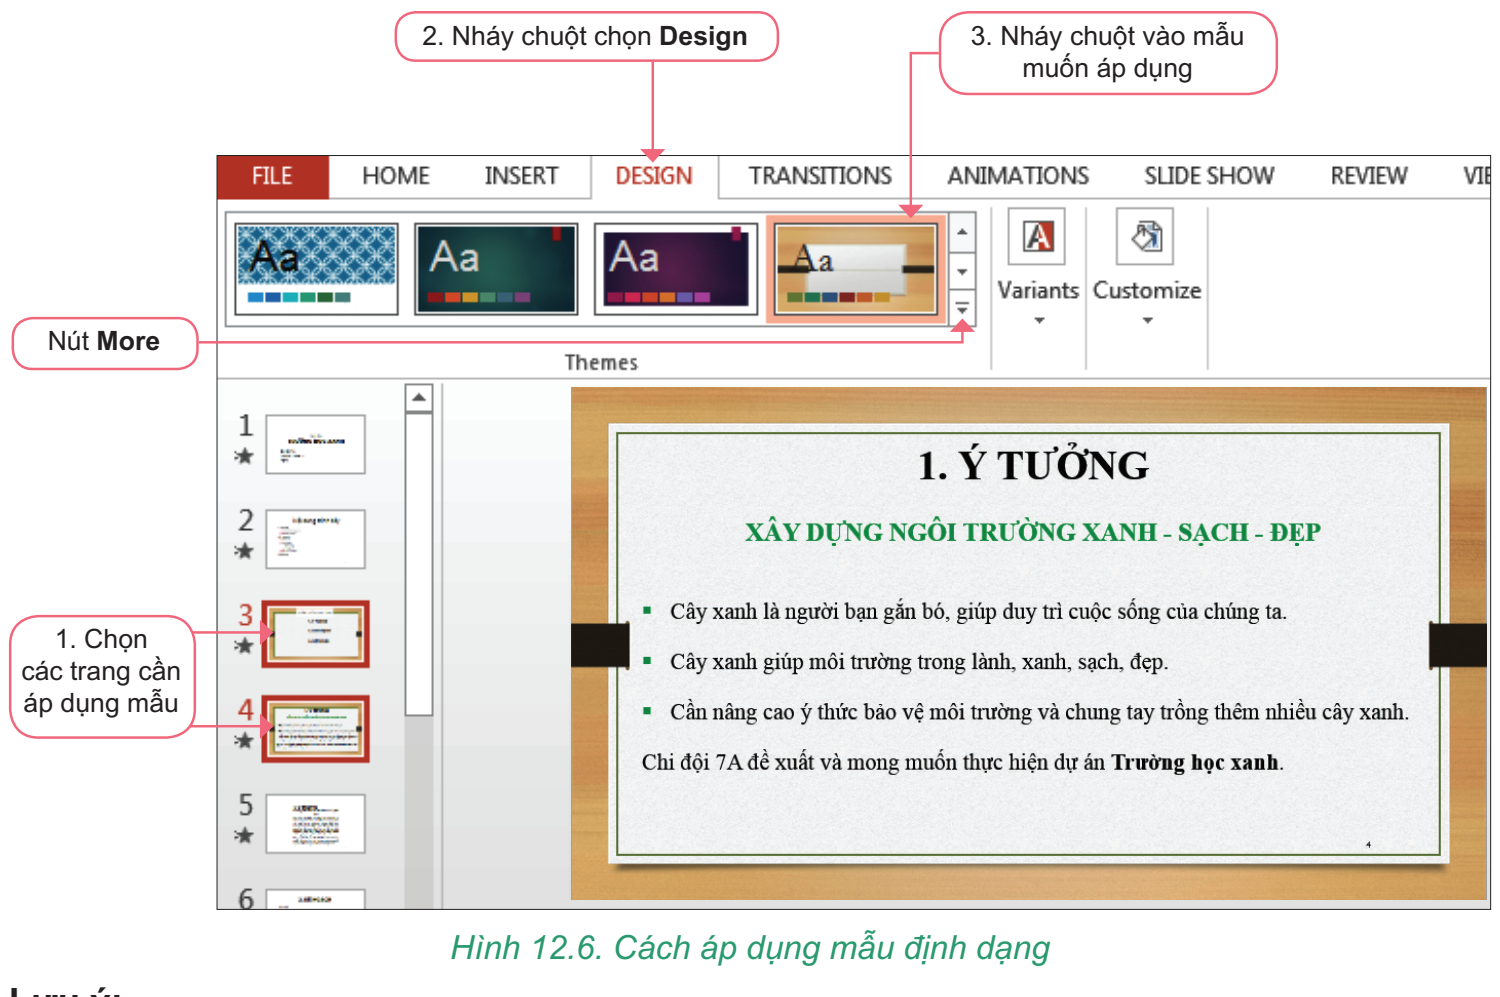 2. Nháy chuột chọn Design
3. Nháy chuột vào mẫu
muốn áp dụng
FILE HOME INSERT DESIGN TRANSITIONS ANIMATIONS SLIDE SHOW REVIEW
Aa Aa Aa Aa
Variants Customize
Nút More
Themes
1
2
3
4
5
6
1. Chọn
các trang cần
áp dụng mẫu
1. Ý TƯỞNG
XÂY DỰNG NGÔI TRƯỜNG XANH - SẠCH - ĐẸP
▪ Cây xanh là người bạn gắn bó, giúp duy trì cuộc sống của chúng ta.
▪ Cây xanh giúp môi trường trong lành, xanh, sạch, đẹp.
▪ Cần nâng cao ý thức bảo vệ môi trường và chung tay trồng thêm nhiều cây xanh.
Chi đội 7A đề xuất và mong muốn thực hiện dự án Trường học xanh.
4
Hình 12.6. Cách áp dụng mẫu định dạng